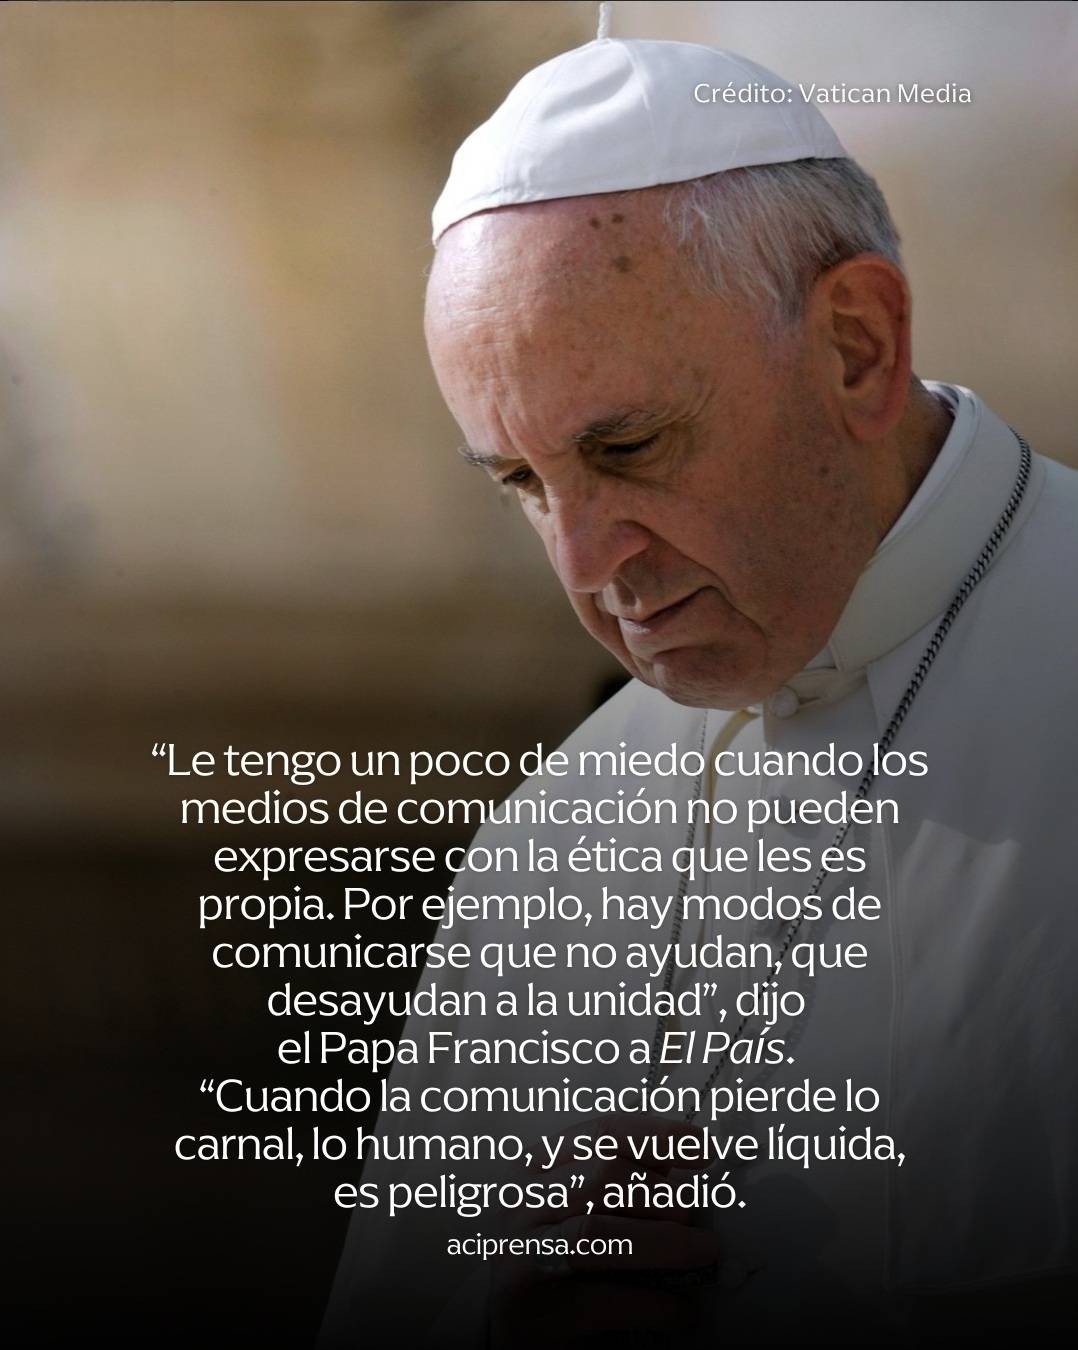 Crédito: Vatican Media
“Le tengo un poco de miedo cuando los
medios de comunicación no pueden
expresarse con la ética que les es
propia. Por ejemplo, hay modos de
comunicarse que no ayudan, que
desayudan a la unidad”, dijo
el Papa Francisco a El País.
“Cuando la comunicación pierde lo
carnal, lo humano, y se vuelve líquida,
es peligrosa”, añadió.
aciprensa.com